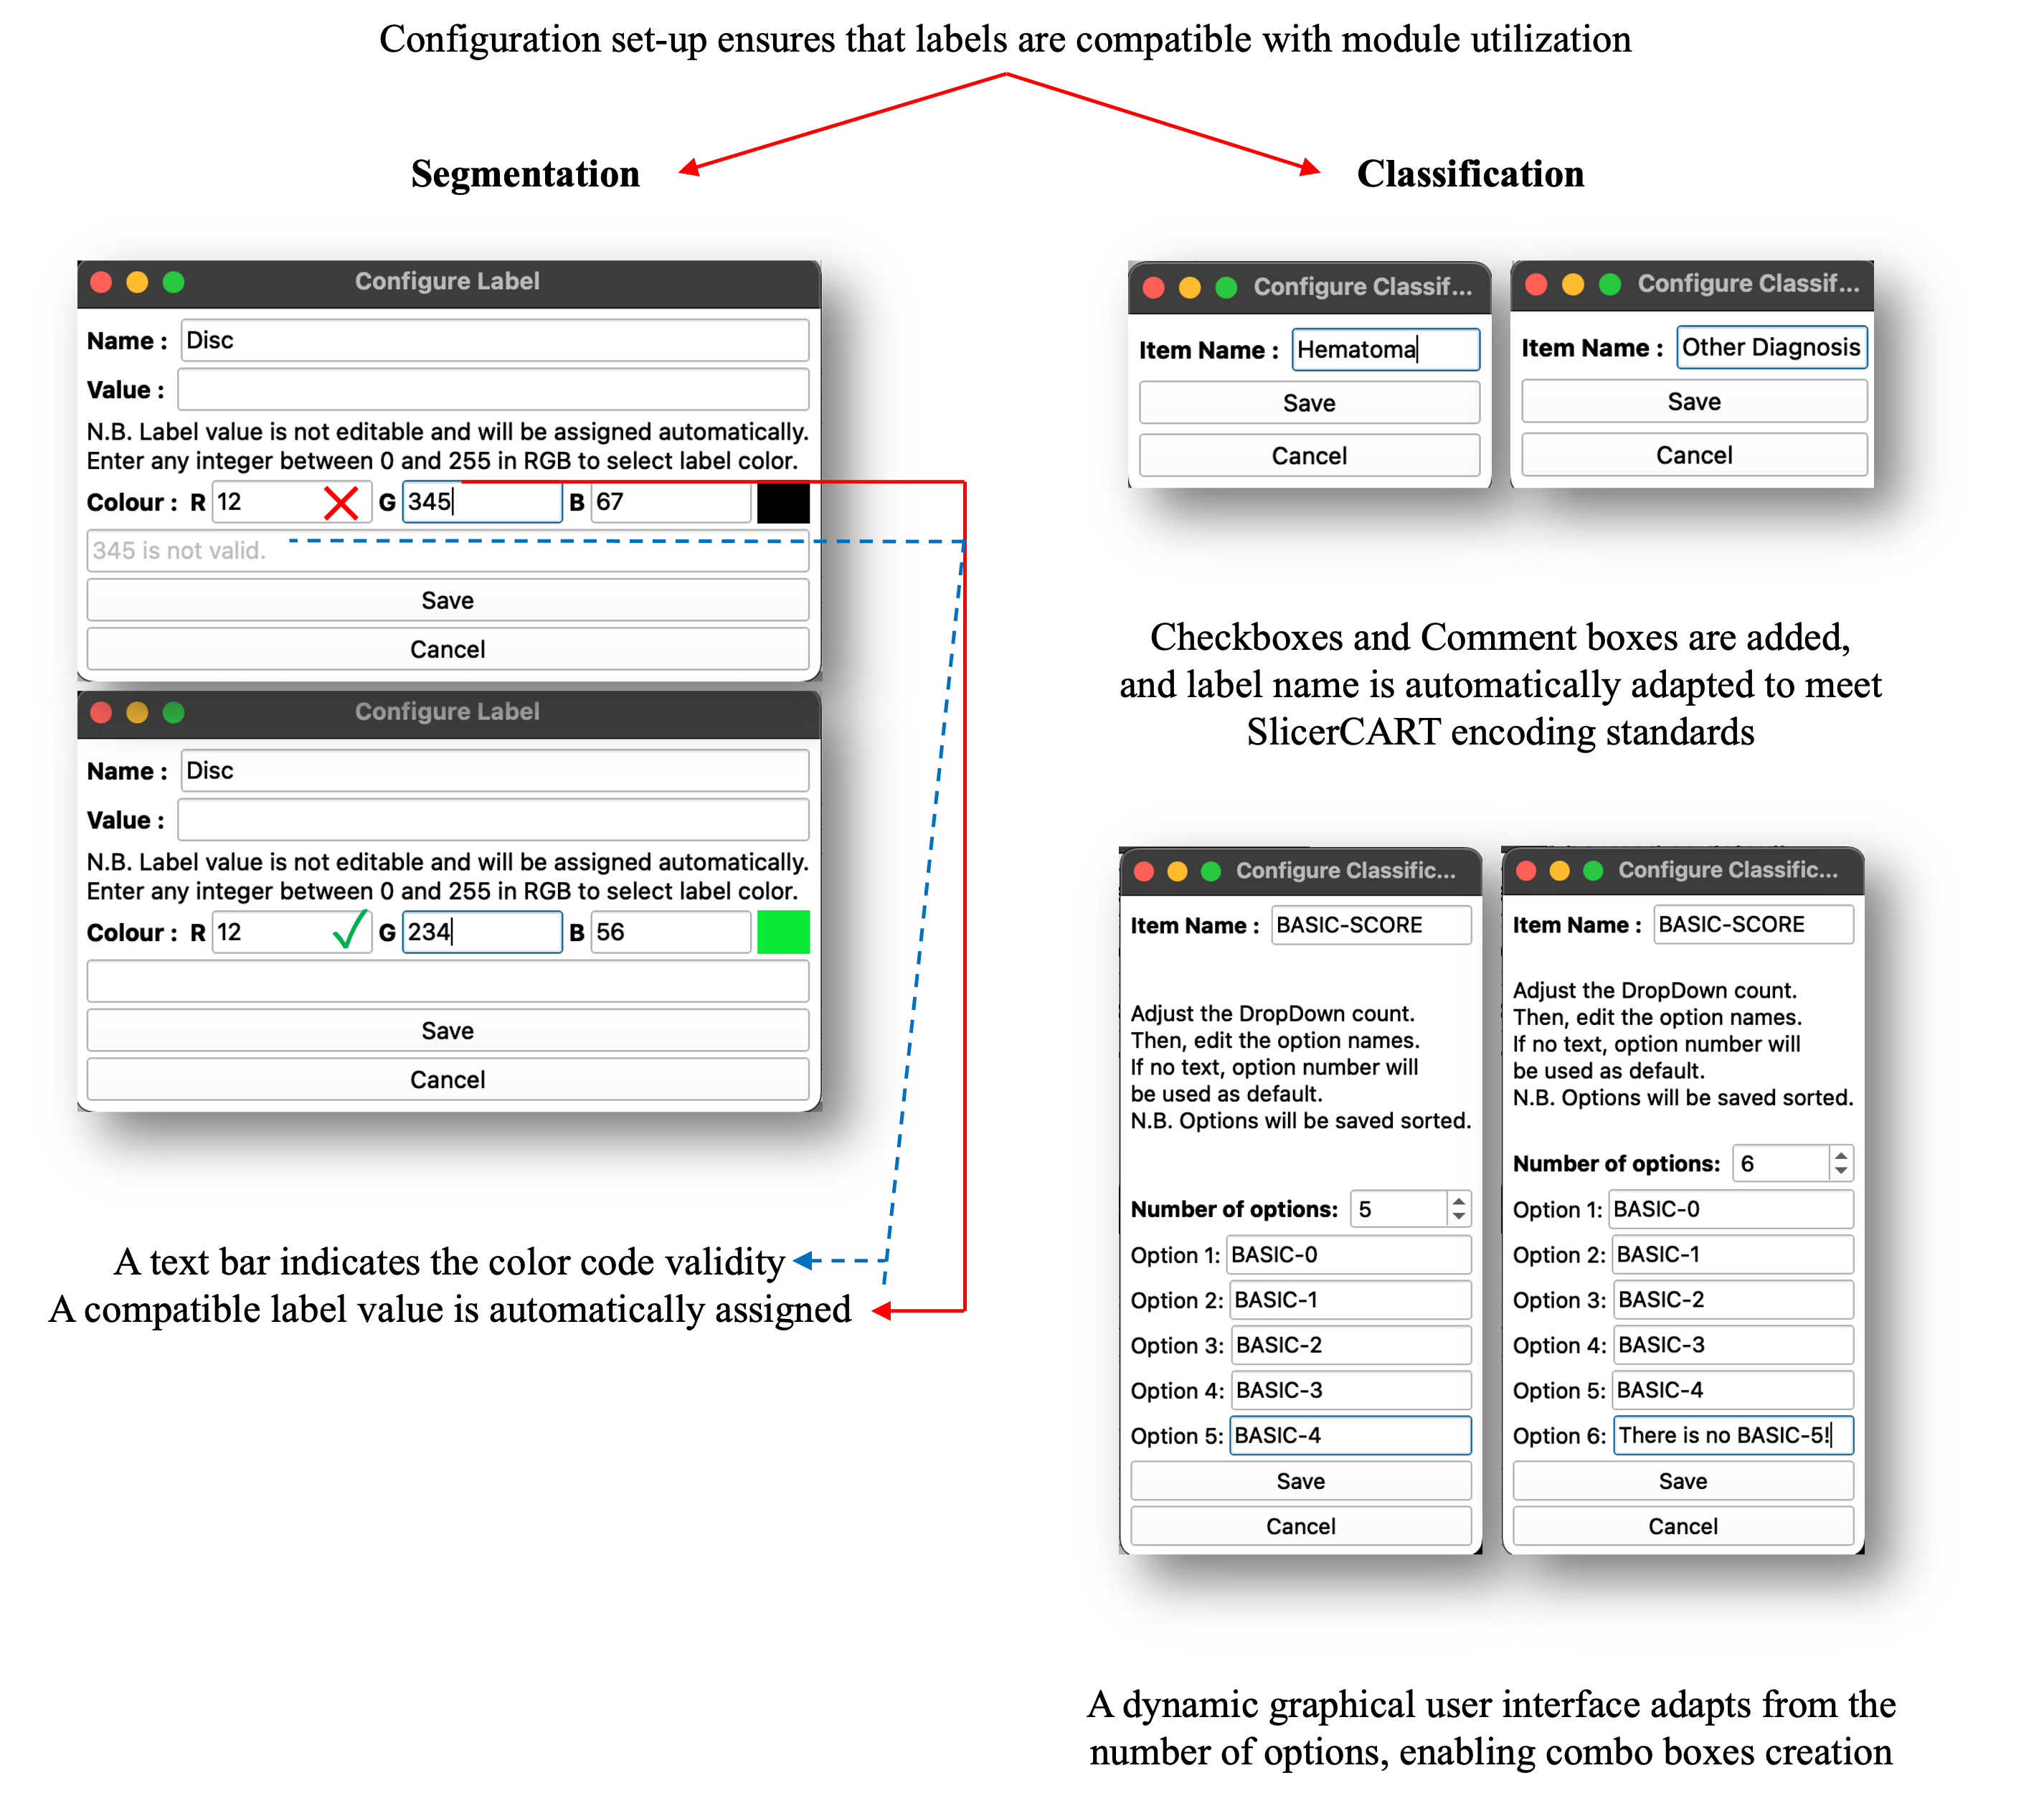 Configuration set-up ensures that labels are compatible with module utilization
Segmentation
Configure Label
Name : Disc
Value :
N.B. Label value is not editable and will be assigned automatically.
Enter any integer between 0 and 255 in RGB to select label color.
Colour : R 12 G 345 B 67
345 is not valid.
Save
Cancel
Configure Label
Name : Disc
Value :
N.B. Label value is not editable and will be assigned automatically.
Enter any integer between 0 and 255 in RGB to select label color.
Colour : R 12 G 234 B 56
Save
Cancel
A text bar indicates the color code validity
A compatible label value is automatically assigned
Classification
Configure Classif...
Item Name : Hematoma
Save
Cancel
Configure Classif...
Item Name : Other Diagnosis
Save
Cancel
Checkboxes and Comment boxes are added,
and label name is automatically adapted to meet
SlicerCART encoding standards
Configure Classific...
Item Name : BASIC-SCORE
Adjust the DropDown count.
Then, edit the option names.
If no text, option number will
be used as default.
N.B. Options will be saved sorted.
Number of options: 5
Option 1: BASIC-0
Option 2: BASIC-1
Option 3: BASIC-2
Option 4: BASIC-3
Option 5: BASIC-4
Save
Cancel
Configure Classific...
Item Name : BASIC-SCORE
Adjust the DropDown count.
Then, edit the option names.
If no text, option number will
be used as default.
N.B. Options will be saved sorted.
Number of options: 6
Option 1: BASIC-0
Option 2: BASIC-1
Option 3: BASIC-2
Option 4: BASIC-3
Option 5: BASIC-4
Option 6: There is no BASIC-5!
Save
Cancel
A dynamic graphical user interface adapts from the
number of options, enabling combo boxes creation